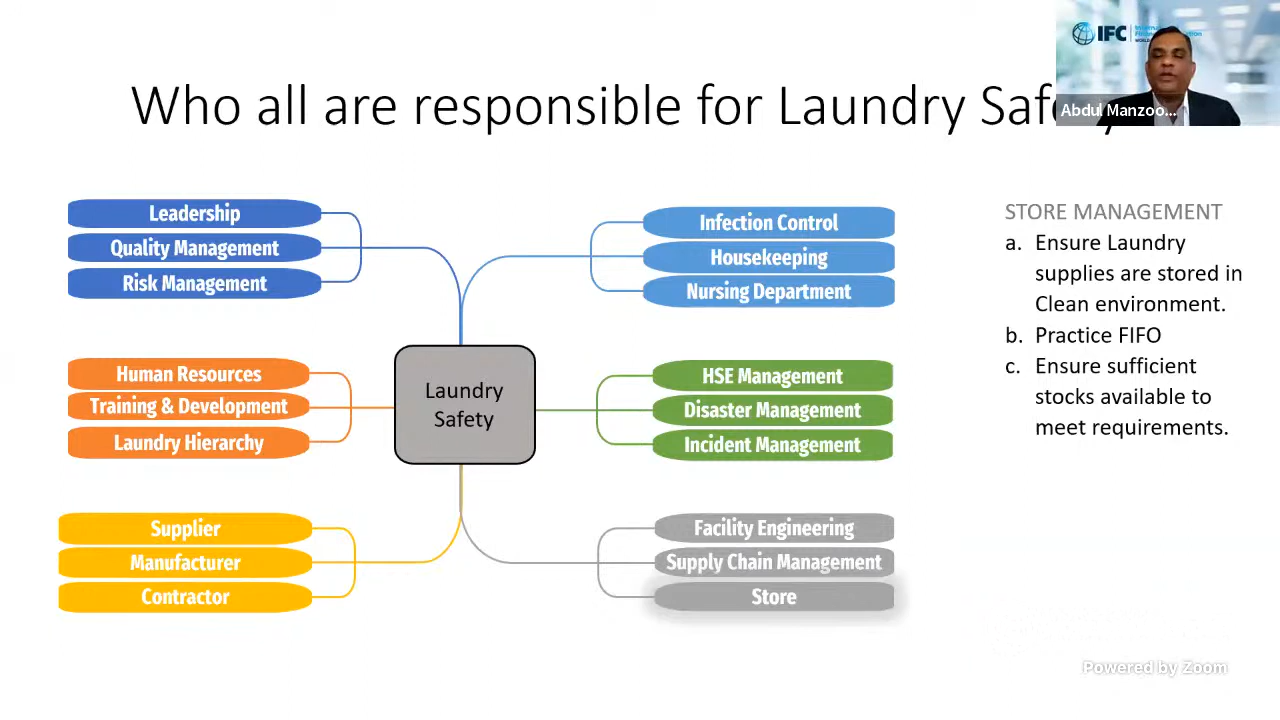 Who all are responsible for Laundry Safety
IFC
Abdul Manzoo...
Leadership
Quality Management
Risk Management
Infection Control
Housekeeping
Nursing Department
Human Resources
Training & Development
Laundry Hierarchy
Laundry
Safety
HSE Management
Disaster Management
Incident Management
Supplier
Manufacturer
Contractor
Facility Engineering
Supply Chain Management
Store
STORE MANAGEMENT
a. Ensure Laundry
supplies are stored in
Clean environment.
b. Practice FIFO
c. Ensure sufficient
stocks available to
meet requirements.
Powered by Zoom